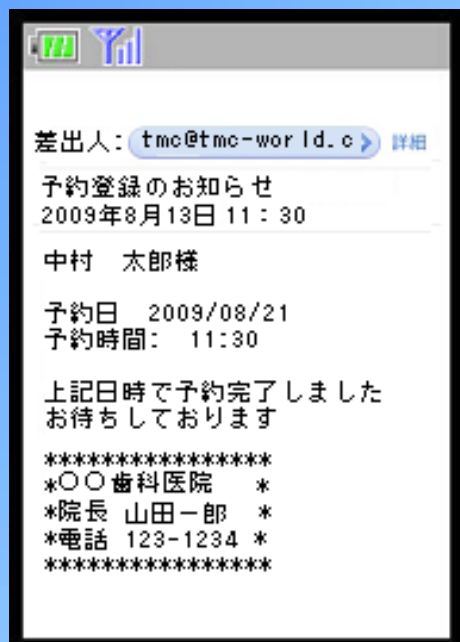 差出人: tmc@tmc-world.c 詳細
予約登録のお知らせ
2009年8月13日 11:30
中村　太郎様
予約日　2009/08/21
予約時間:　11:30
上記日時で予約完了しました
お待ちしております
****************
*〇〇歯科医院　　*
*院長 山田一郎　*
*電話 123-1234 *
****************